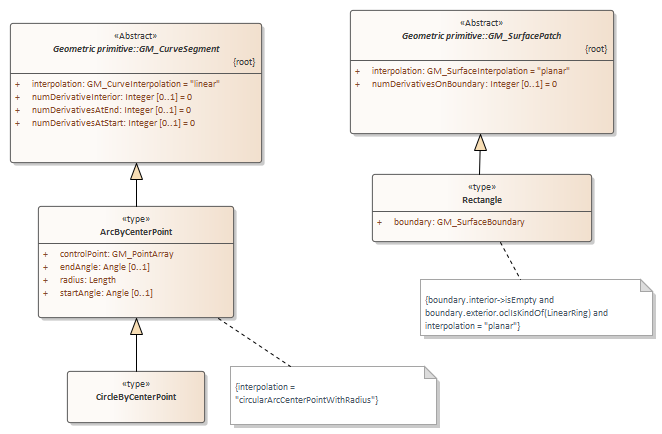 «Abstract»
Geometric primitive::GM_CurveSegment
{root}
+ interpolation: GM_CurveInterpolation = "linear"
+ numDerivativeInterior: Integer [0..1] = 0
+ numDerivativesAtEnd: Integer [0..1] = 0
+ numDerivativesAtStart: Integer [0..1] = 0
«type»
ArcByCenterPoint
+ controlPoint: GM_PointArray
+ endAngle: Angle [0..1]
+ radius: Length
+ startAngle: Angle [0..1]
«type»
CircleByCenterPoint
{interpolation =
"circularArcCenterPointWithRadius"}
«Abstract»
Geometric primitive::GM_SurfacePatch
{root}
+ interpolation: GM_SurfaceInterpolation = "planar"
+ numDerivativesOnBoundary: Integer [0..1] = 0
«type»
Rectangle
+ boundary: GM_SurfaceBoundary
{boundary.interior->isEmpty and
boundary.exterior.oclIsKindOf(LinearRing) and
interpolation = "planar"}